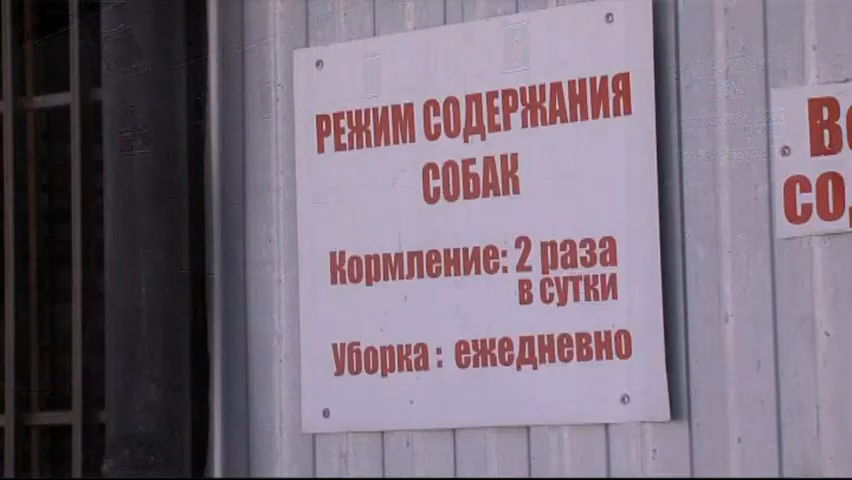 РЕЖИМ СОДЕРЖАНИЯ
СОБАК
Кормление: 2 раза
в сутки
Уборка : ежедневно